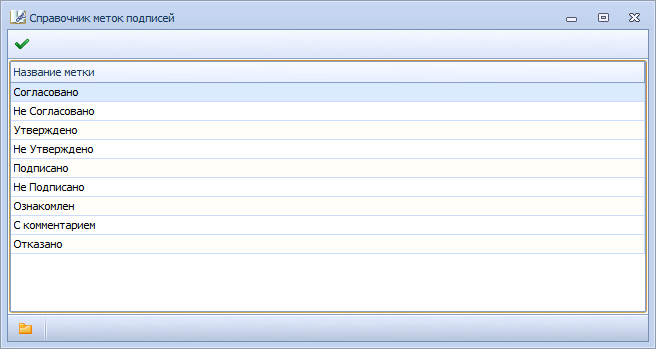 Справочник меток подписей
Название метки
Согласовано
Не Согласовано
Утверждено
Не Утверждено
Подписано
Не Подписано
Ознакомлен
С комментарием
Отказано